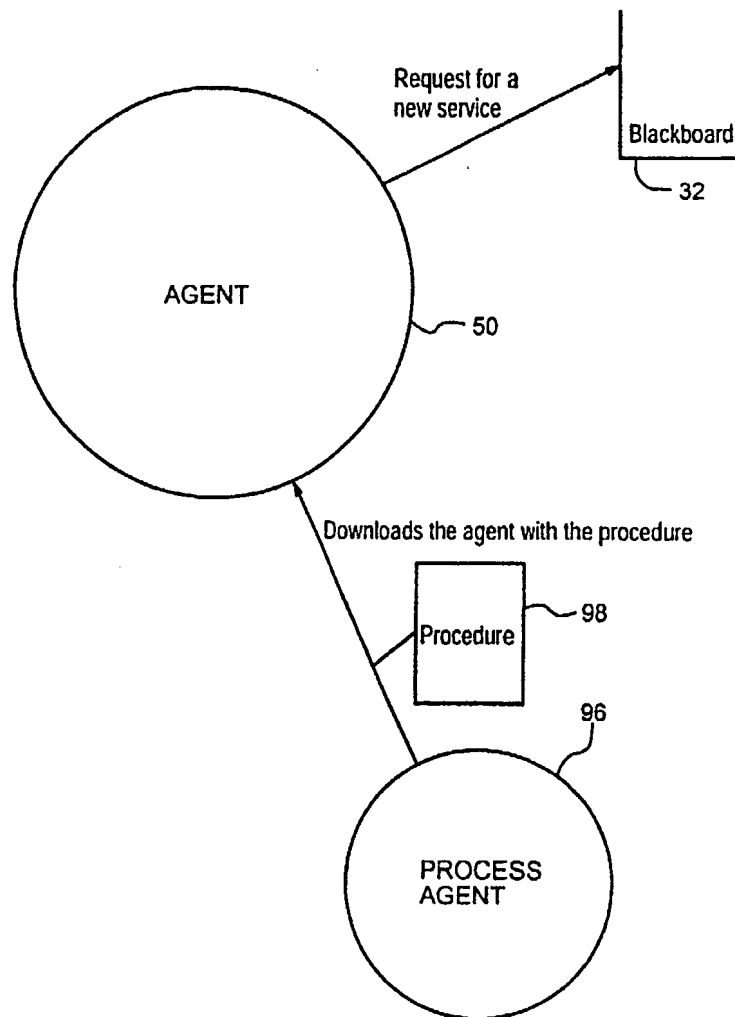 Request for a
new service
Blackboard
32
AGENT
50
Downloads the agent with the procedure
Procedure
98
96
PROCESS
AGENT